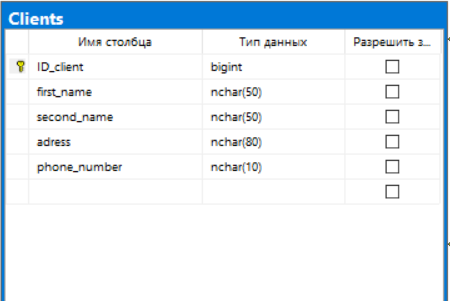 Clients
Имя столбца Тип данных Разрешить з...
ID_client bigint
first_name nchar(50)
second_name nchar(50)
adress nchar(80)
phone_number nchar(10)